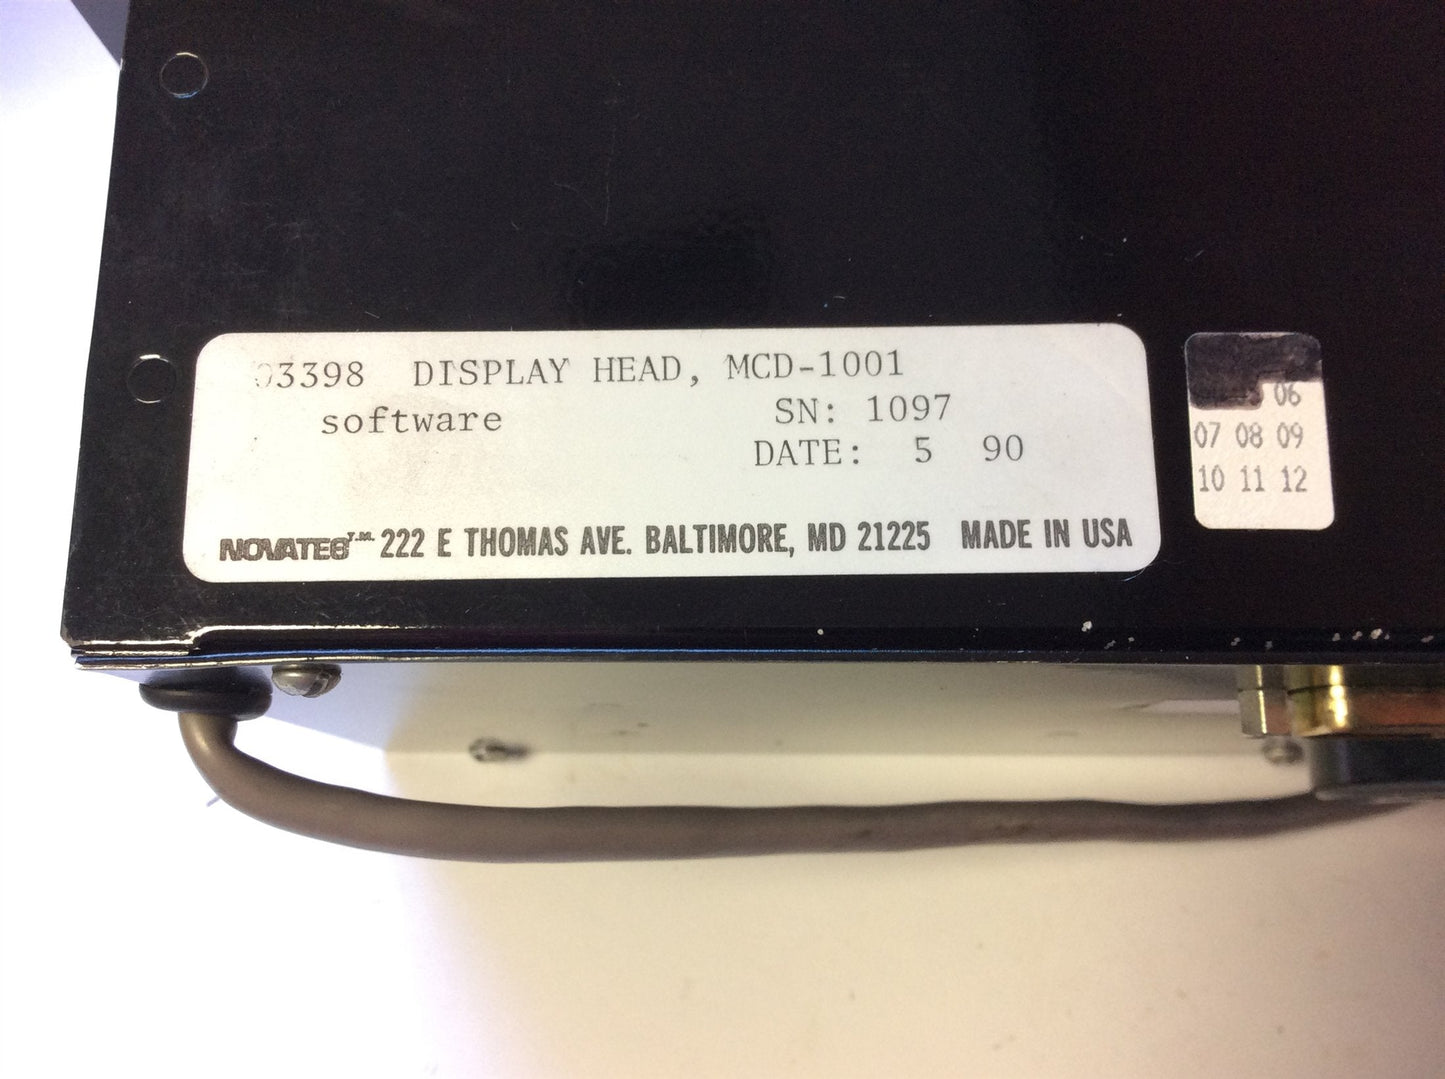 03398 DISPLAY HEAD, MCD-1001
software SN: 1097
DATE: 5 90
NOVATEC T.M. 222 E THOMAS AVE. BALTIMORE, MD 21225 MADE IN USA
06
07 08 09
10 11 12